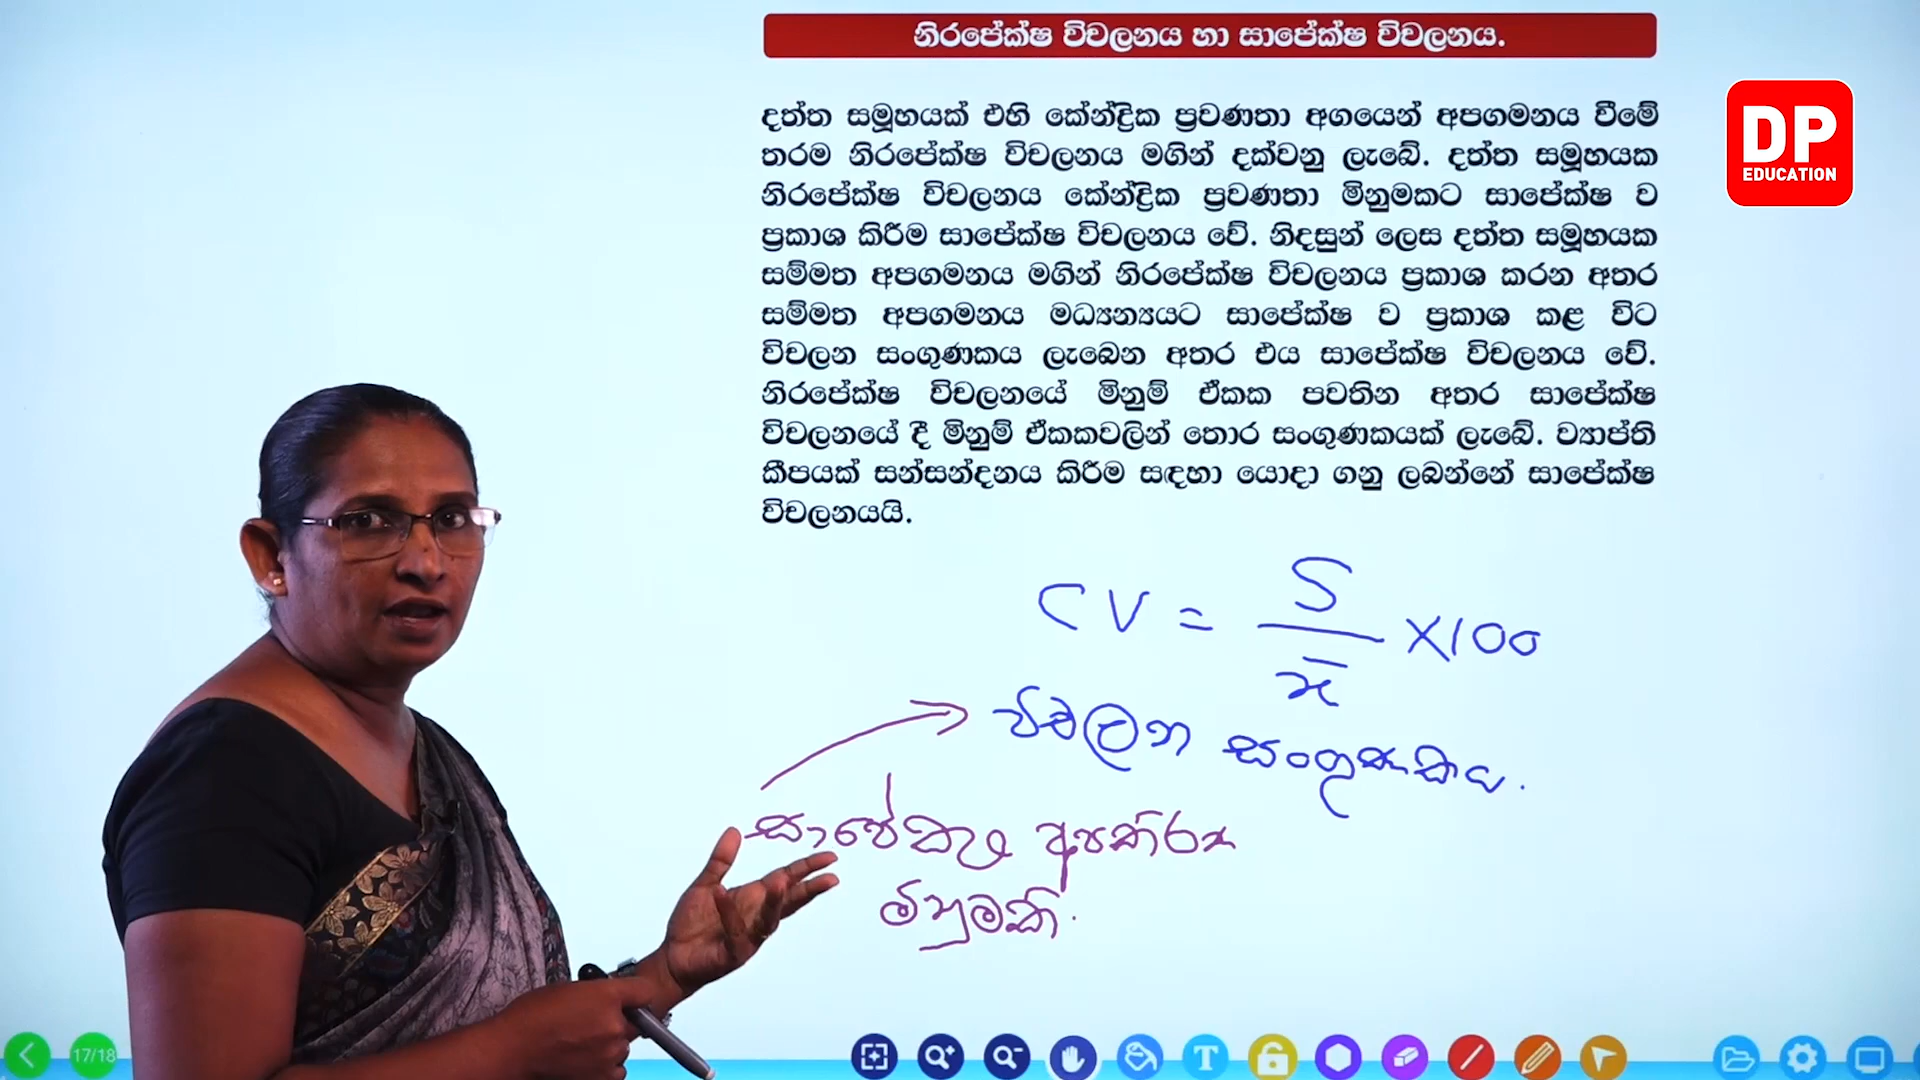 නිරපේක්ෂ විචලනය හා සාපේක්ෂ විචලනය.
දත්ත සමූහයක් එහි කේන්ද්‍රික ප්‍රවණතා අගයෙන් අපගමනය වීමේ
තරම නිරපේක්ෂ විචලනය මගින් දක්වනු ලැබේ. දත්ත සමූහයක
නිරපේක්ෂ විචලනය කේන්ද්‍රික ප්‍රවණතා මිනුමකට සාපේක්ෂ ව
ප්‍රකාශ කිරීම සාපේක්ෂ විචලනය වේ. නිදසුන් ලෙස දත්ත සමූහයක
සම්මත අපගමනය මගින් නිරපේක්ෂ විචලනය ප්‍රකාශ කරන අතර
සම්මත අපගමනය මධ්‍යන්‍යයට සාපේක්ෂ ව ප්‍රකාශ කළ විට
විචලන සංගුණකය ලැබෙන අතර එය සාපේක්ෂ විචලනය වේ.
නිරපේක්ෂ විචලනයේ මිනුම් ඒකක පවතින අතර සාපේක්ෂ
විචලනයේ දී මිනුම් ඒකකවලින් තොර සංගුණකයක් ලැබේ. ව්‍යාප්ති
කීපයක් සන්සන්දනය කිරීම සඳහා යොදා ගනු ලබන්නේ සාපේක්ෂ
විචලනයයි.
DP
EDUCATION
CV = S / x̄ ×100
විචලන සංගුණකය.
සාපේක්ෂ අපකිරණ
මිනුමකි.
17/18
T